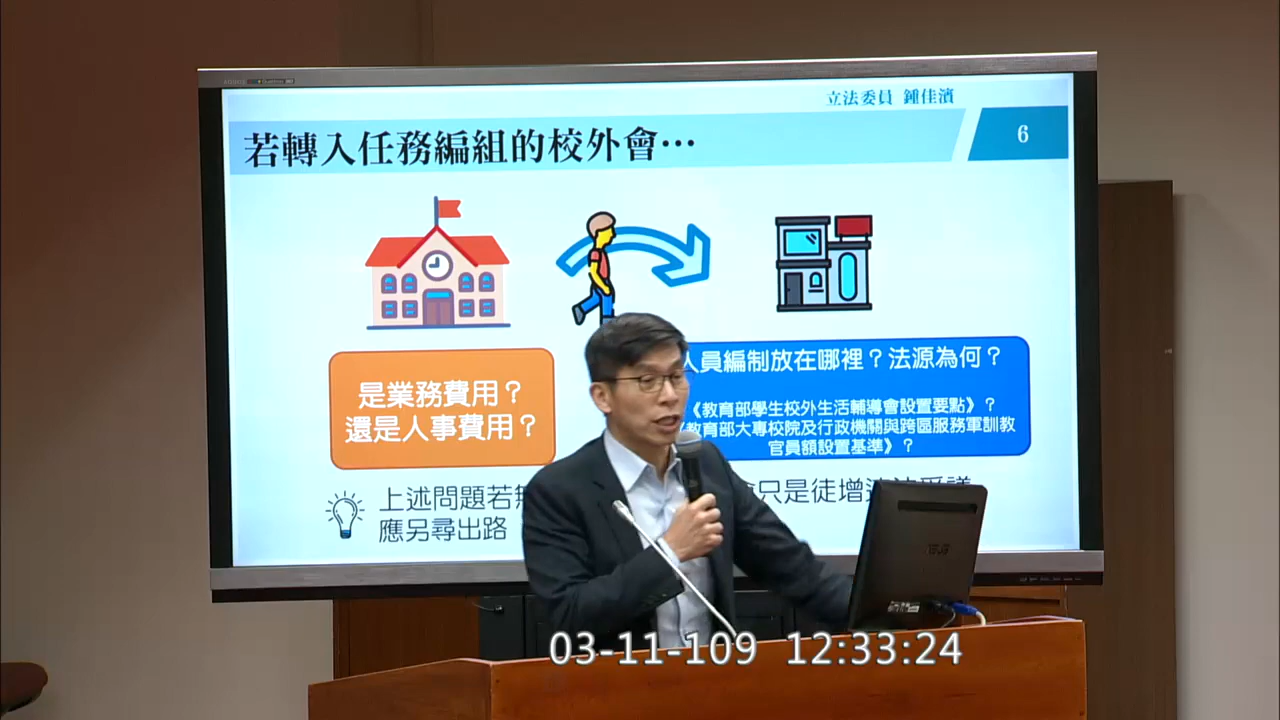 立法委員 鍾佳濱
若轉入任務編組的校外會…
6
是業務費用？
還是人事費用？
人員編制放在哪裡？法源為何？
《教育部學生校外生活輔導會設置要點》？
《教育部大專校院及行政機關與跨區服務軍訓教
官員額設置基準》？
上述問題若無
只是徒增
應另尋出路
ASUS
03-11-109 12:33:24